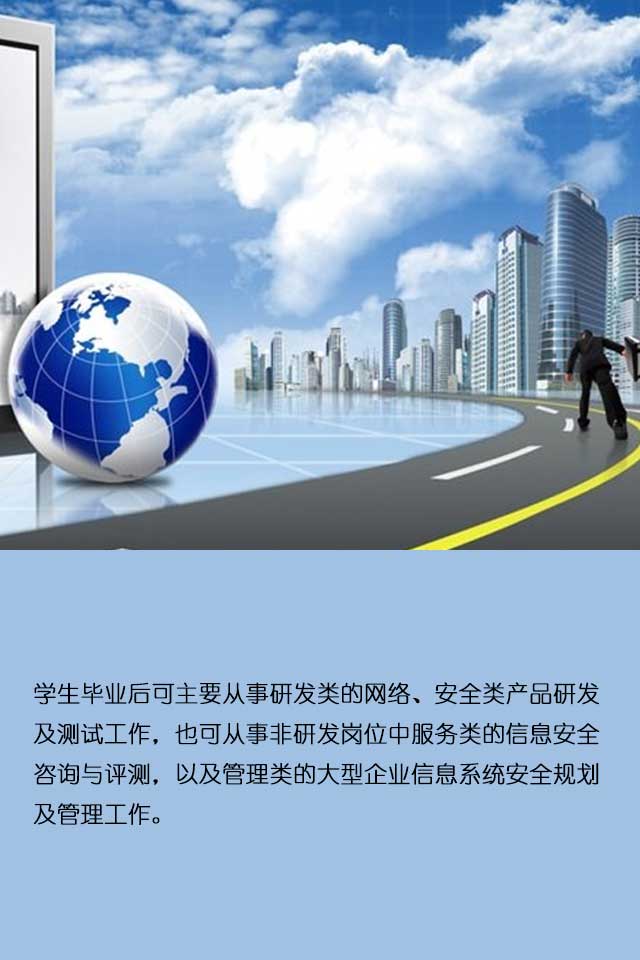 学生毕业后可主要从事研发类的网络、安全类产品研发
及测试工作，也可从事非研发岗位中服务类的信息安全
咨询与评测，以及管理类的大型企业信息系统安全规划
及管理工作。